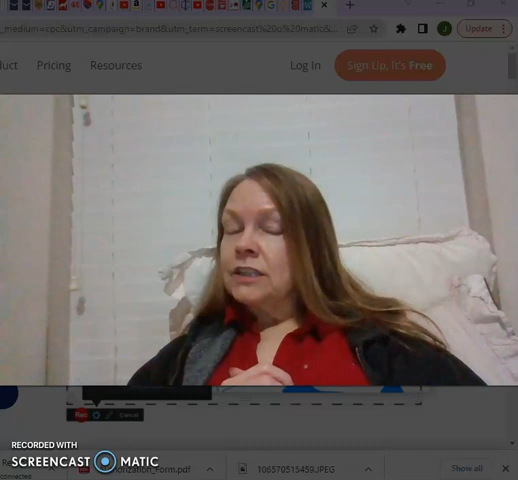 _medium=cpc&utm_campaign=brand&utm_term=screencast%20o%20matic&...
Update
Pricing Resources Log In Sign Up, It's Free
Rec Cancel
RECORDED WITH
SCREENCAST MATIC
106570515459.JPEG Show all